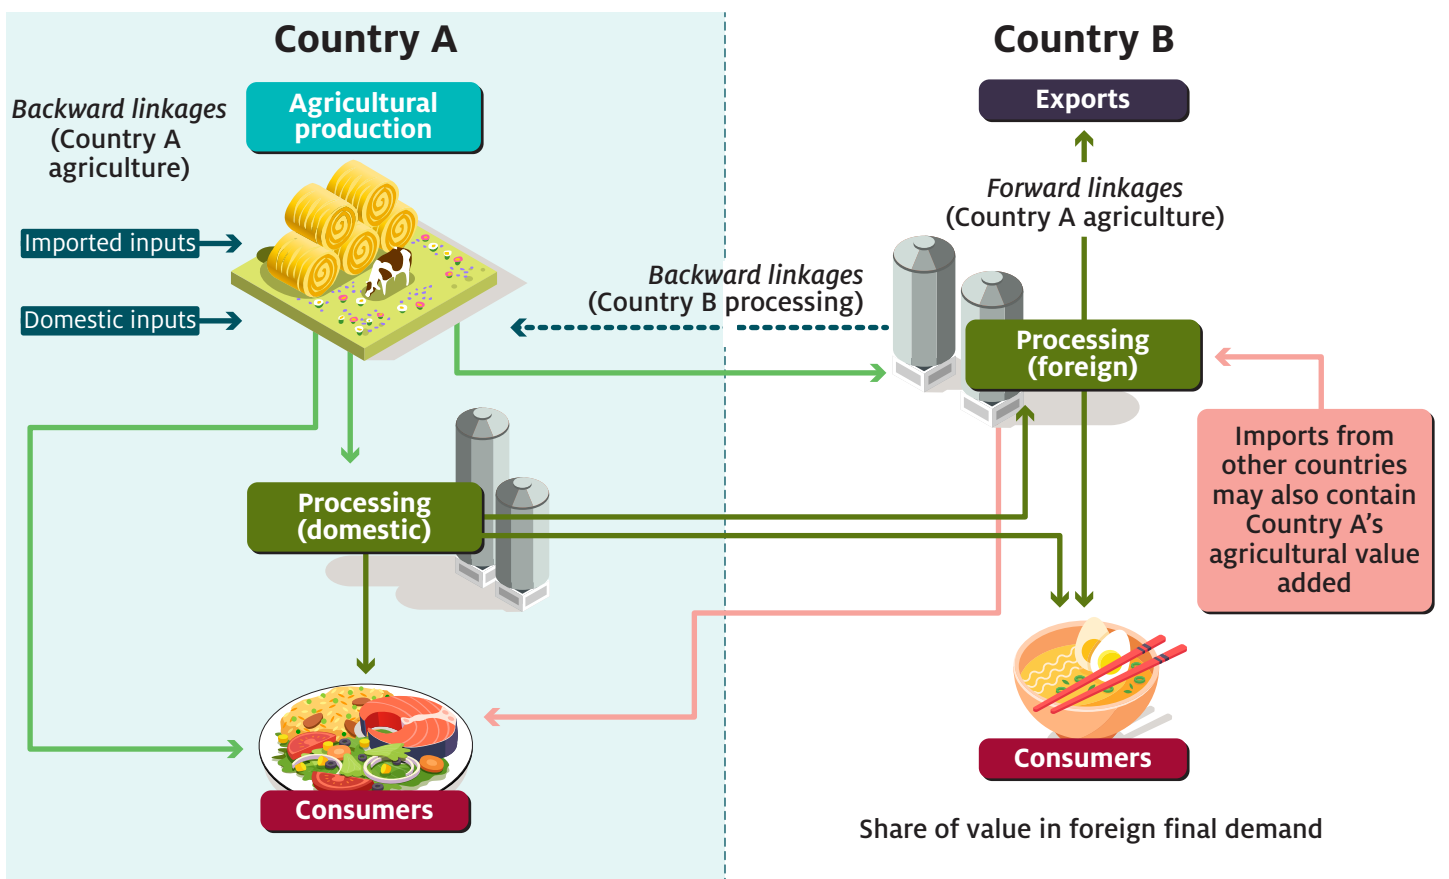 Country A
Country B
Backward linkages
(Country A
agriculture)
Agricultural
production
Imported inputs
Domestic inputs
Exports
Forward linkages
(Country A agriculture)
Backward linkages
(Country B processing)
Processing
(foreign)
Processing
(domestic)
Imports from
other countries
may also contain
Country A’s
agricultural value
added
Consumers
Consumers
Share of value in foreign final demand